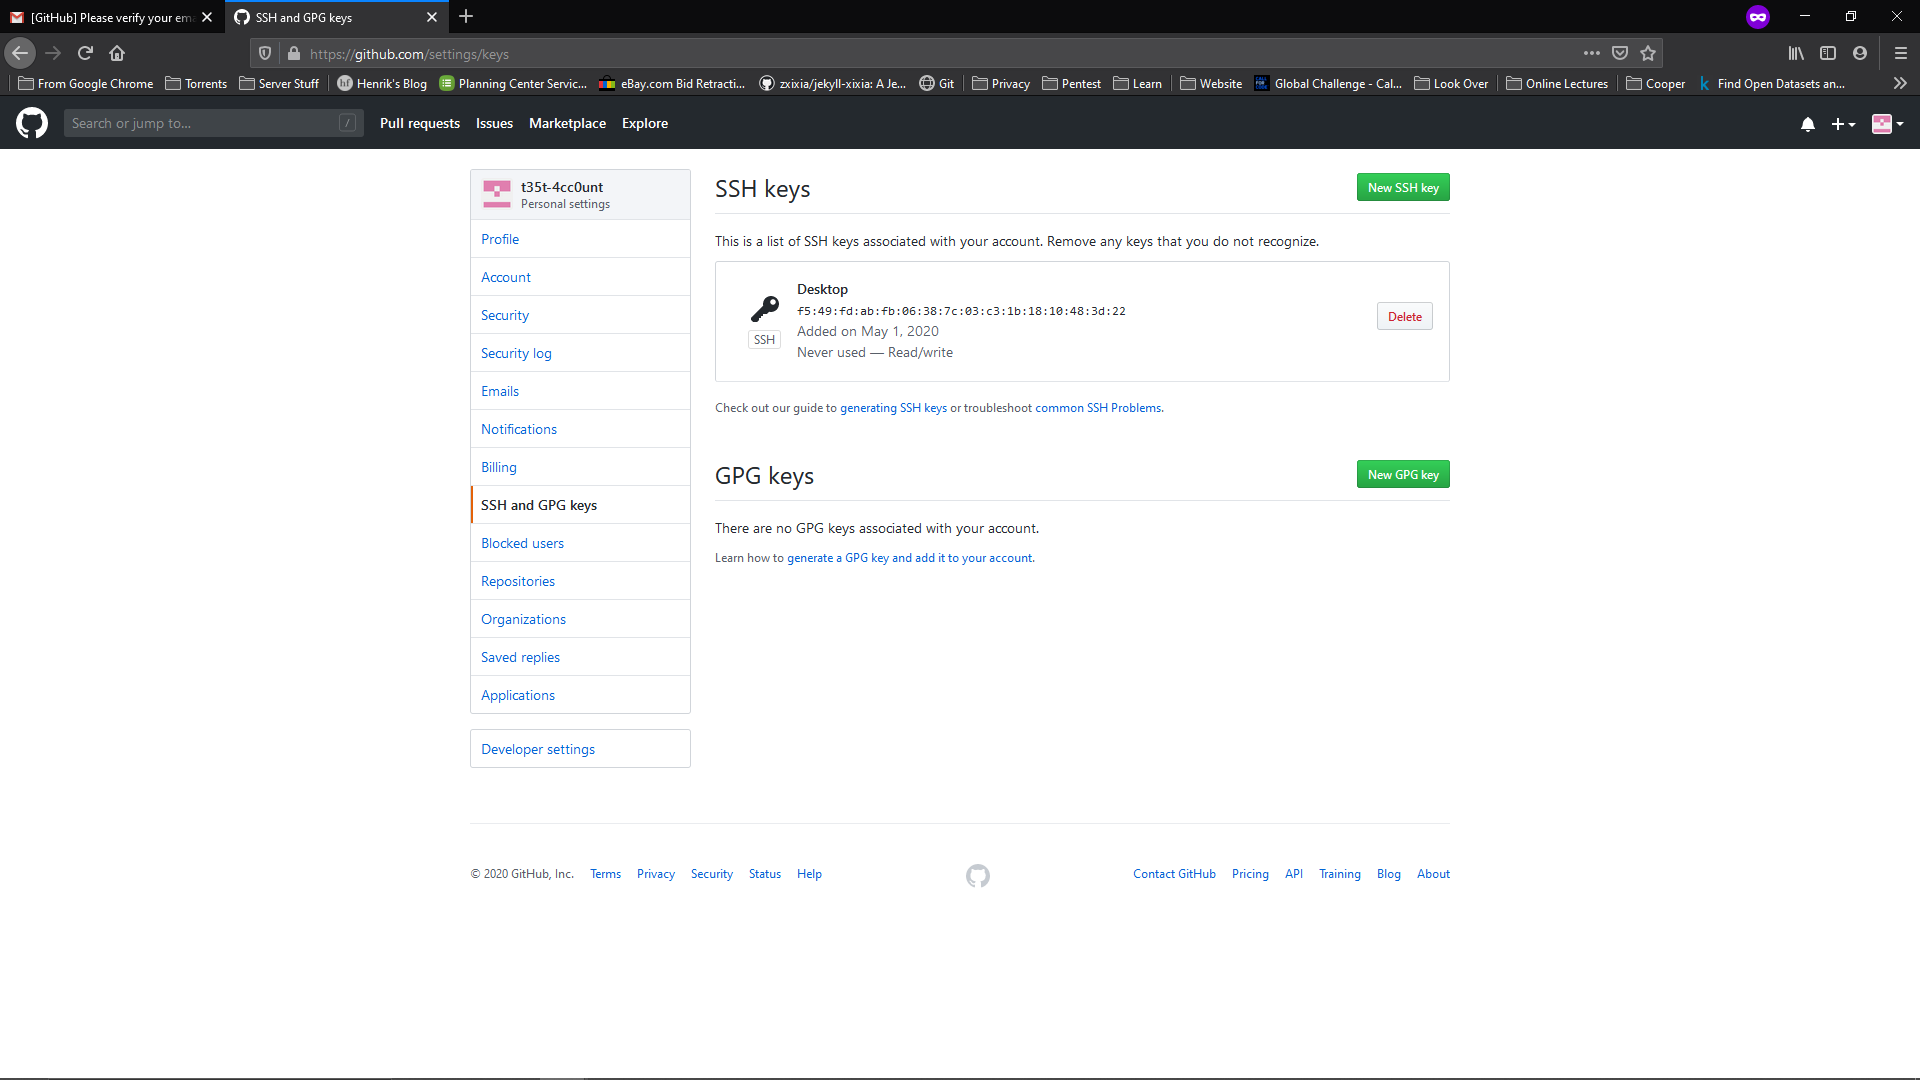 [GitHub] Please verify your ema
SSH and GPG keys
https://github.com/settings/keys
From Google Chrome
Torrents
Server Stuff
hf Henrik's Blog
Planning Center Servic...
eBay.com Bid Retracti...
zxixia/jekyll-xixia: A Je...
Git
Privacy
Pentest
Learn
Website
Global Challenge - Cal...
Look Over
Online Lectures
Cooper
k Find Open Datasets an...
Search or jump to... /
Pull requests
Issues
Marketplace
Explore
t35t-4cc0unt
Personal settings
Profile
Account
Security
Security log
Emails
Notifications
Billing
SSH and GPG keys
Blocked users
Repositories
Organizations
Saved replies
Applications
Developer settings
SSH keys
New SSH key
This is a list of SSH keys associated with your account. Remove any keys that you do not recognize.
SSH
Desktop
f5:49:fd:ab:fb:06:38:7c:03:c3:1b:18:10:48:3d:22
Added on May 1, 2020
Never used — Read/write
Delete
Check out our guide to generating SSH keys or troubleshoot common SSH Problems.
GPG keys
New GPG key
There are no GPG keys associated with your account.
Learn how to generate a GPG key and add it to your account.
© 2020 GitHub, Inc.
Terms
Privacy
Security
Status
Help
Contact GitHub
Pricing
API
Training
Blog
About